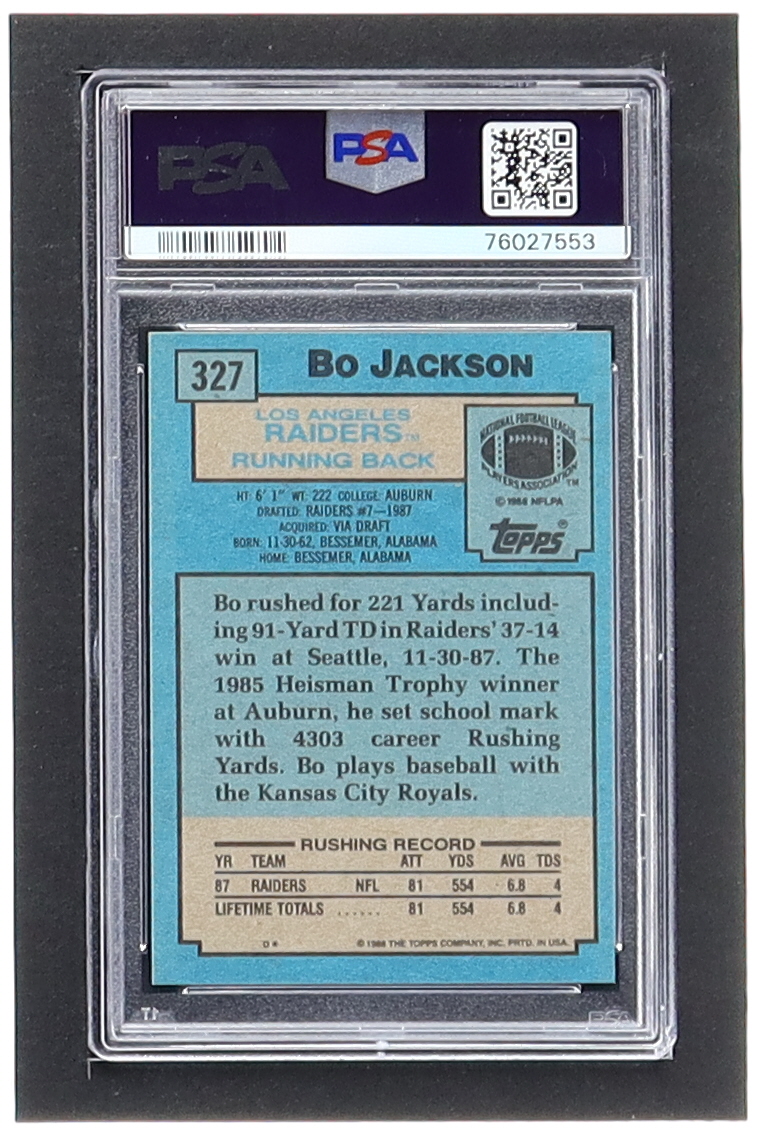 PSA
PSA
76027553
327
BO JACKSON
LOS ANGELES
RAIDERS™
RUNNING BACK
NATIONAL FOOTBALL LEAGUE
PLAYERS ASSOCIATION™
© 1988 NFLPA
Topps®
HT: 6' 1" WT: 222 COLLEGE: AUBURN
DRAFTED: RAIDERS #7—1987
ACQUIRED: VIA DRAFT
BORN: 11-30-62, BESSEMER, ALABAMA
HOME: BESSEMER, ALABAMA
Bo rushed for 221 Yards includ-
ing 91-Yard TD in Raiders' 37-14
win at Seattle, 11-30-87. The
1985 Heisman Trophy winner
at Auburn, he set school mark
with 4303 career Rushing
Yards. Bo plays baseball with
the Kansas City Royals.
RUSHING RECORD
YR TEAM ATT YDS AVG TDS
87 RAIDERS NFL 81 554 6.8 4
LIFETIME TOTALS ...... 81 554 6.8 4
D* © 1988 THE TOPPS COMPANY, INC. PRTD. IN USA.
PSA